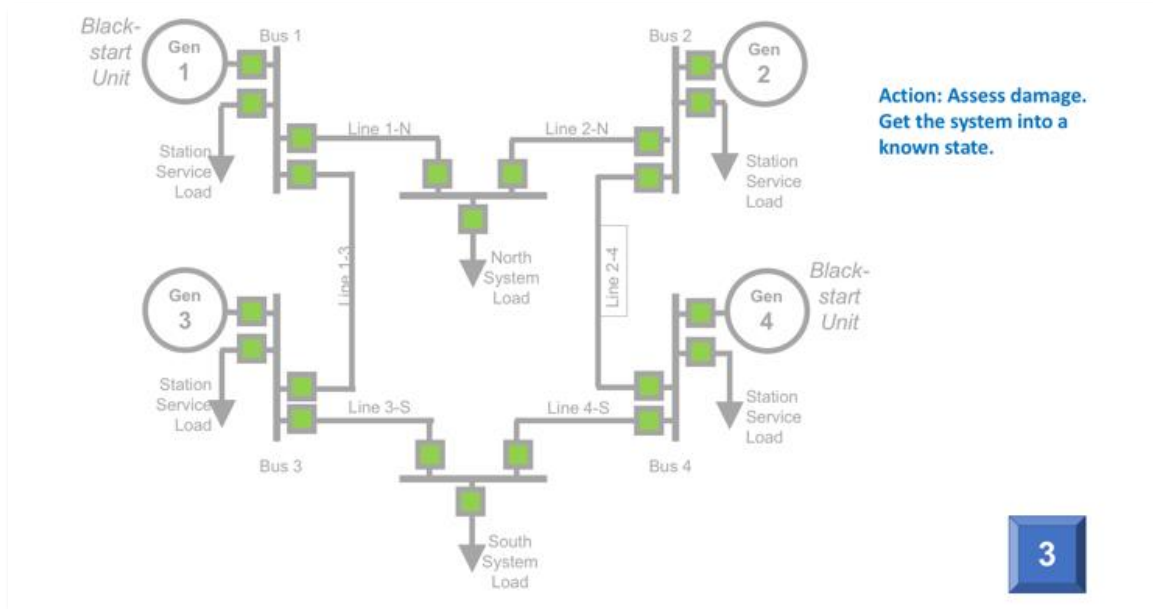 Black-
start
Unit
Gen
1
Bus 1
Bus 2
Gen
2
Action: Assess damage.
Get the system into a
known state.
Line 1-N
Line 2-N
Station
Service
Load
Station
Service
Load
North
System
Load
Line 1-3
Line 2-4
Gen
3
Gen
4
Black-
start
Unit
Station
Service
Load
Line 3-S
Line 4-S
Station
Service
Load
Bus 3
Bus 4
South
System
Load
3